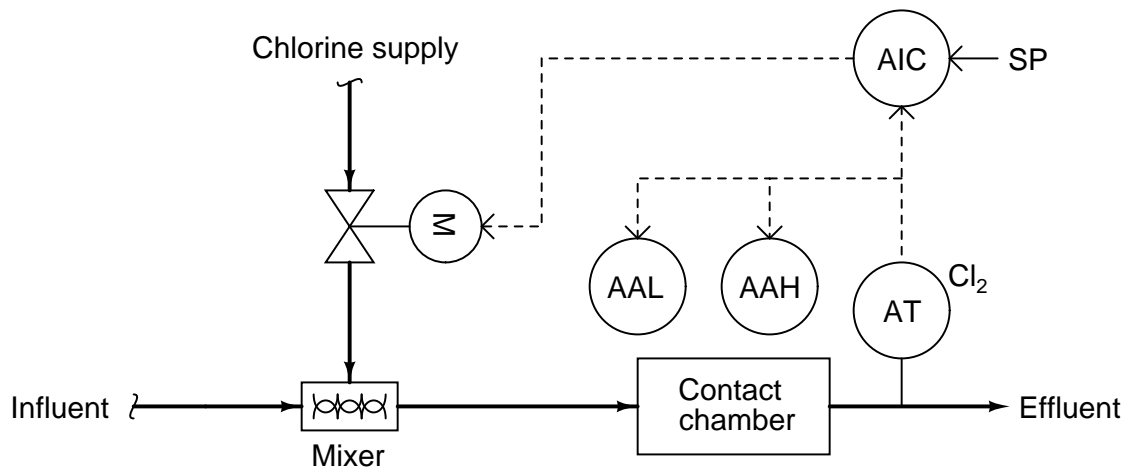 Chlorine supply
AIC
SP
M
AAL
AAH
AT
Cl₂
Influent
Mixer
Contact
chamber
Effluent